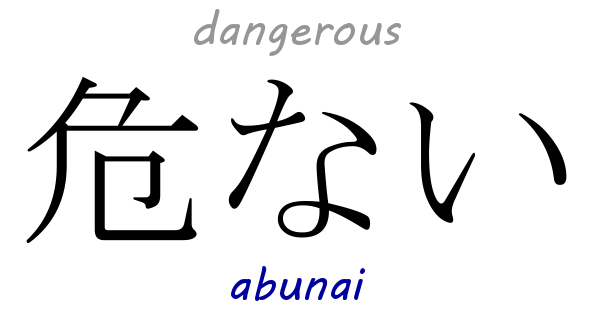 dangerous
危ない
abunai